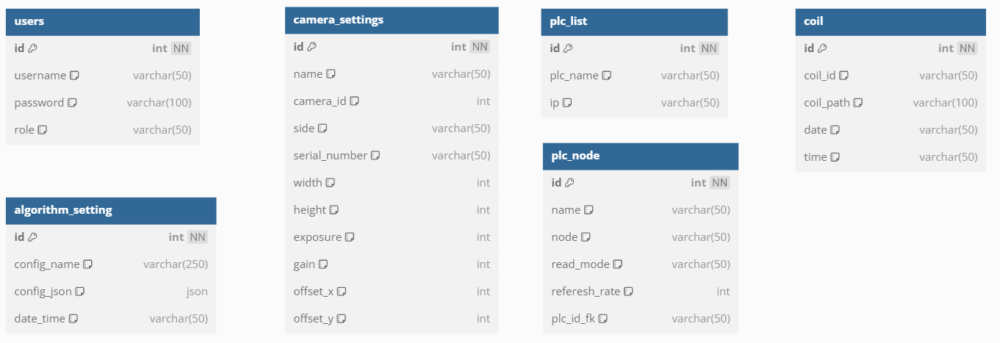 users
id int NN
username varchar(50)
password varchar(100)
role varchar(50)
algorithm_setting
id int NN
config_name varchar(250)
config_json json
date_time varchar(50)
camera_settings
id int NN
name varchar(50)
camera_id int
side varchar(50)
serial_number varchar(50)
width int
height int
exposure int
gain int
offset_x int
offset_y int
plc_list
id int NN
plc_name varchar(50)
ip varchar(50)
plc_node
id int NN
name varchar(50)
node varchar(50)
read_mode varchar(50)
referesh_rate int
plc_id_fk varchar(50)
coil
id int NN
coil_id varchar(50)
coil_path varchar(100)
date varchar(50)
time varchar(50)